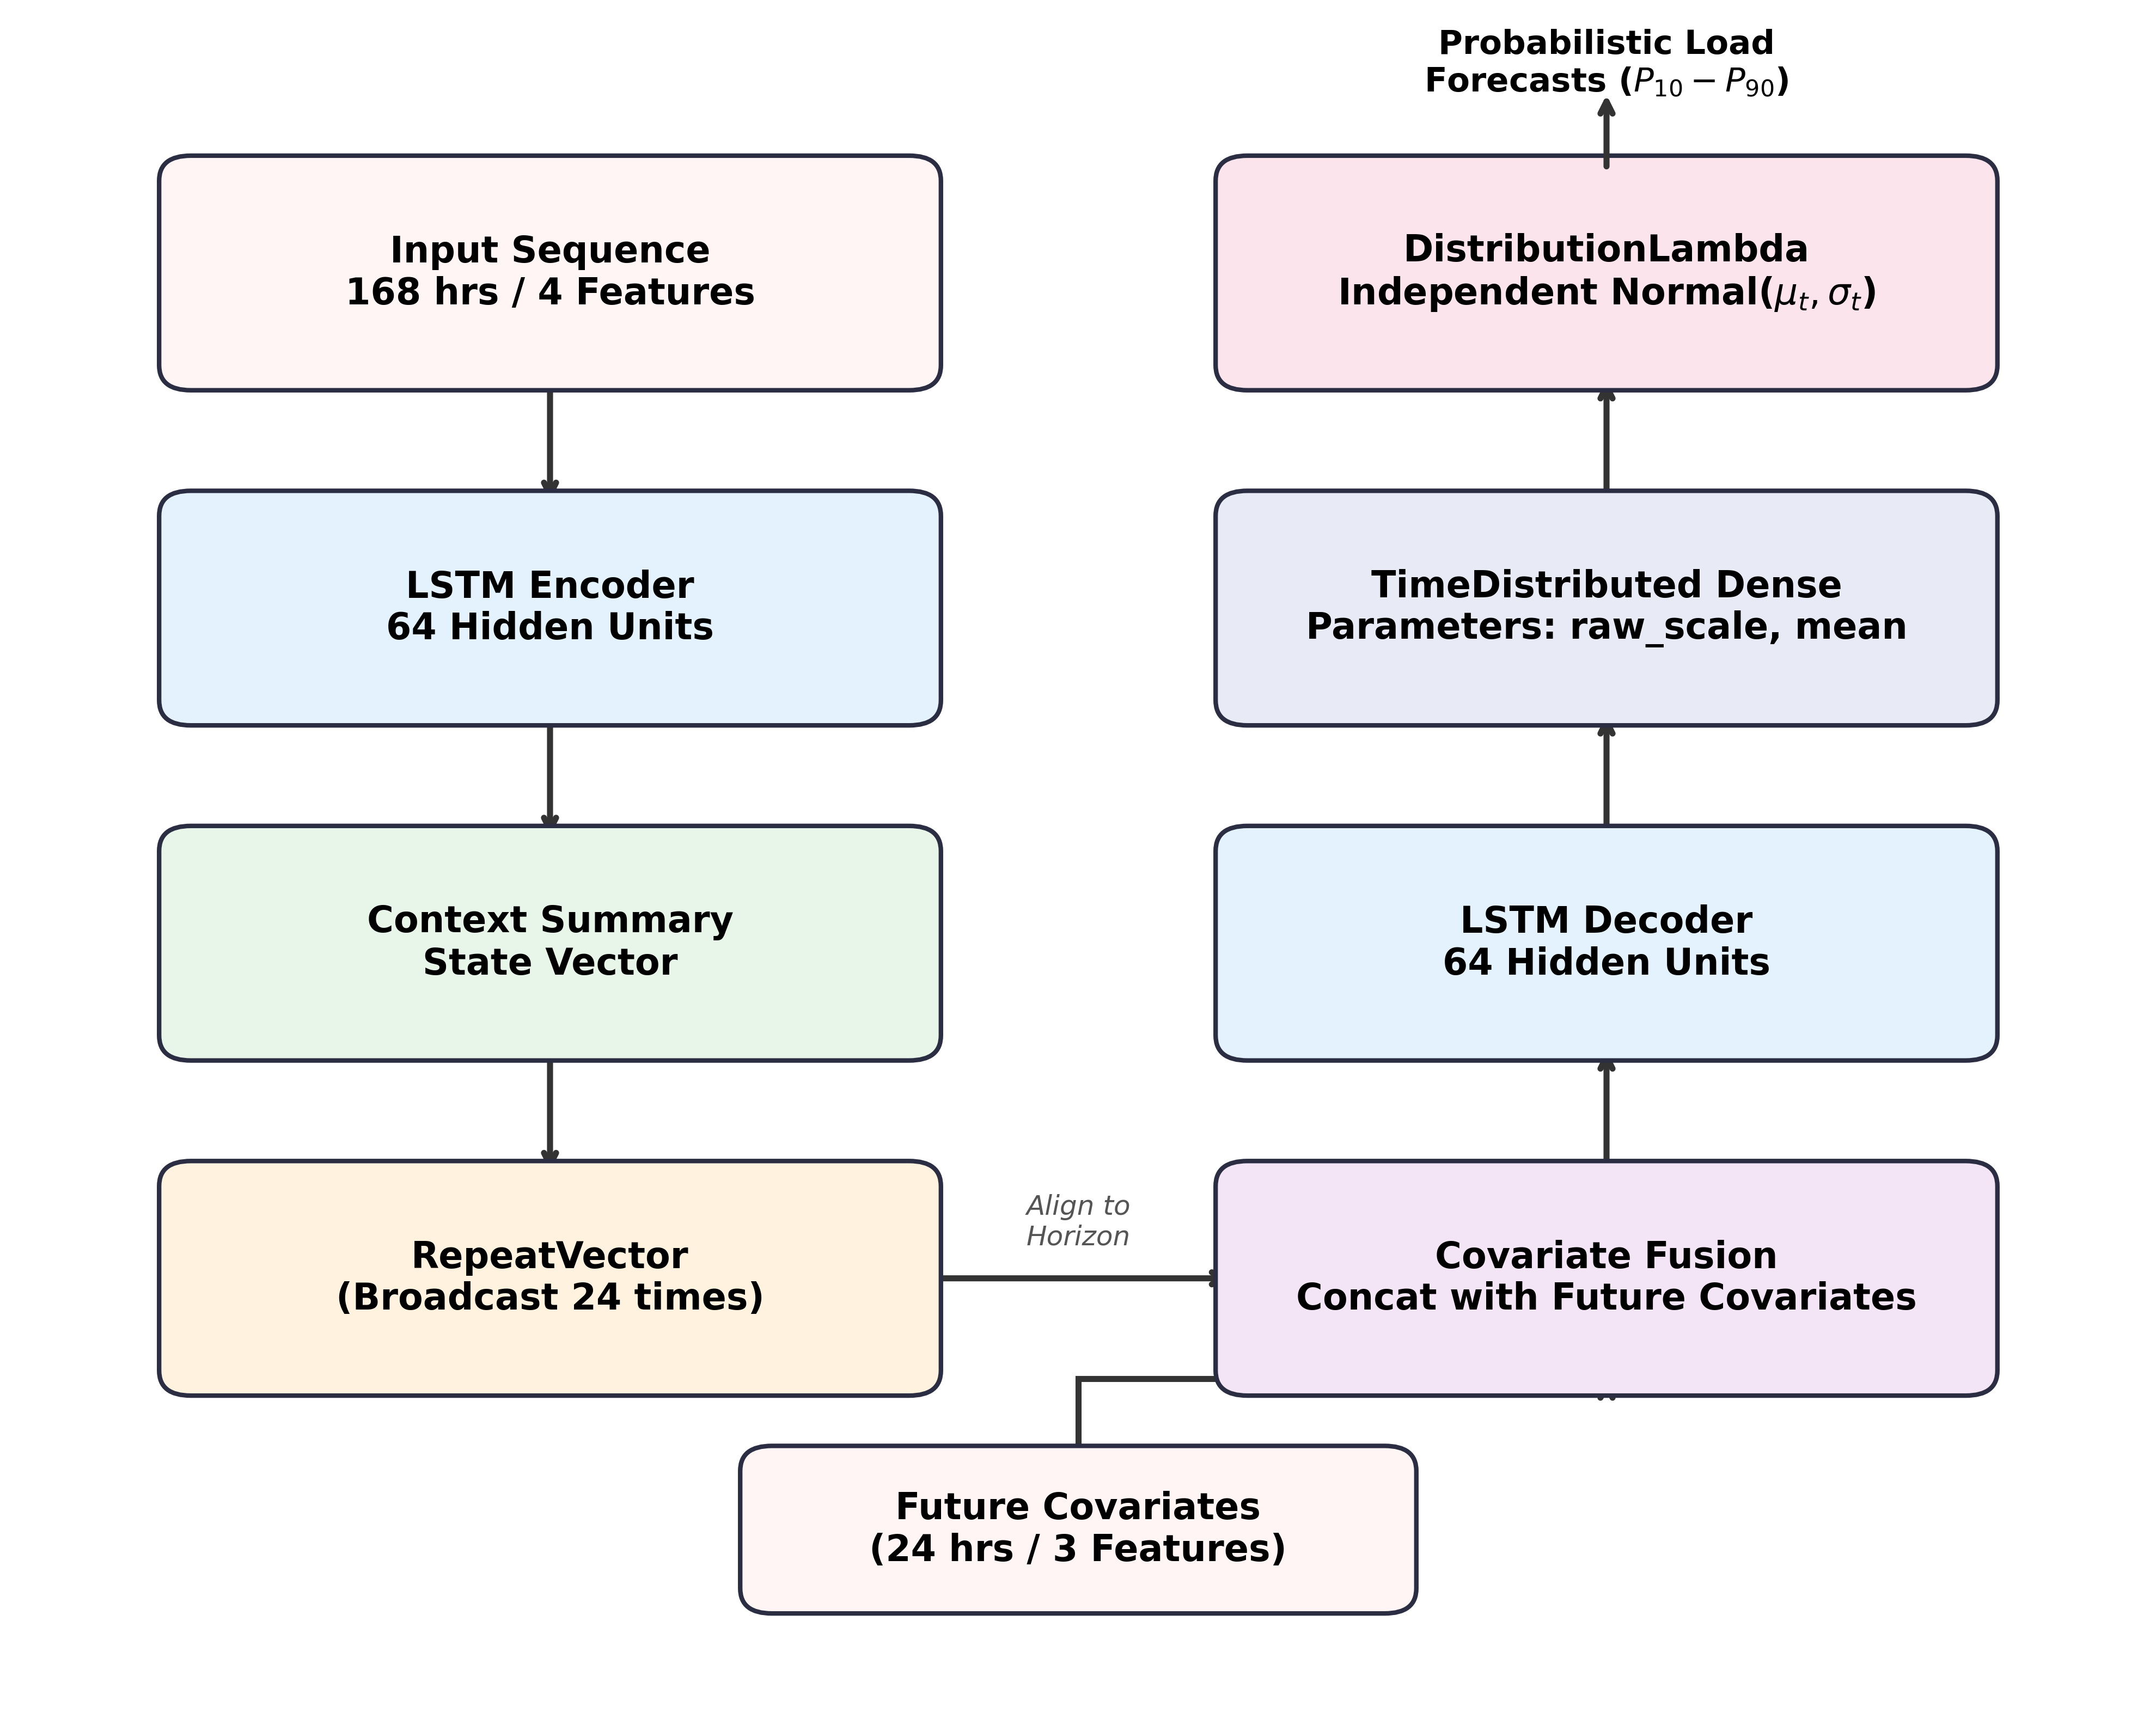 Probabilistic Load
Forecasts (P₁₀ − P₉₀)
Input Sequence
168 hrs / 4 Features
LSTM Encoder
64 Hidden Units
Context Summary
State Vector
RepeatVector
(Broadcast 24 times)
Align to
Horizon
Future Covariates
(24 hrs / 3 Features)
Covariate Fusion
Concat with Future Covariates
LSTM Decoder
64 Hidden Units
TimeDistributed Dense
Parameters: raw_scale, mean
DistributionLambda
Independent Normal(μₜ, σₜ)